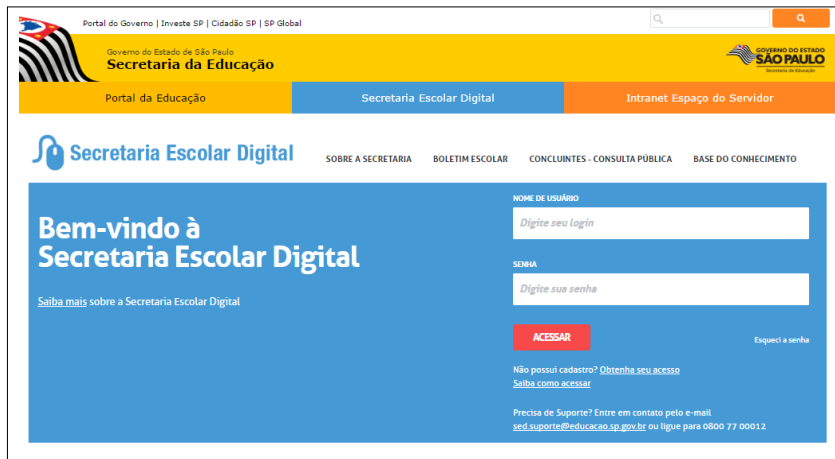 Portal do Governo | Investe SP | Cidadão SP | SP Global
Governo do Estado de São Paulo
Secretaria da Educação
GOVERNO DO ESTADO
SÃO PAULO
Secretaria da Educação
Portal da Educação
Secretaria Escolar Digital
Intranet Espaço do Servidor
Secretaria Escolar Digital
SOBRE A SECRETARIA
BOLETIM ESCOLAR
CONCLUINTES - CONSULTA PÚBLICA
BASE DO CONHECIMENTO
Bem-vindo à
Secretaria Escolar Digital
Saiba mais sobre a Secretaria Escolar Digital
NOME DE USUÁRIO
Digite seu login
SENHA
Digite sua senha
ACESSAR
Esqueci a senha
Não possui cadastro? Obtenha seu acesso
Saiba como acessar
Precisa de Suporte? Entre em contato pelo e-mail
sed.suporte@educacao.sp.gov.br ou ligue para 0800 77 00012